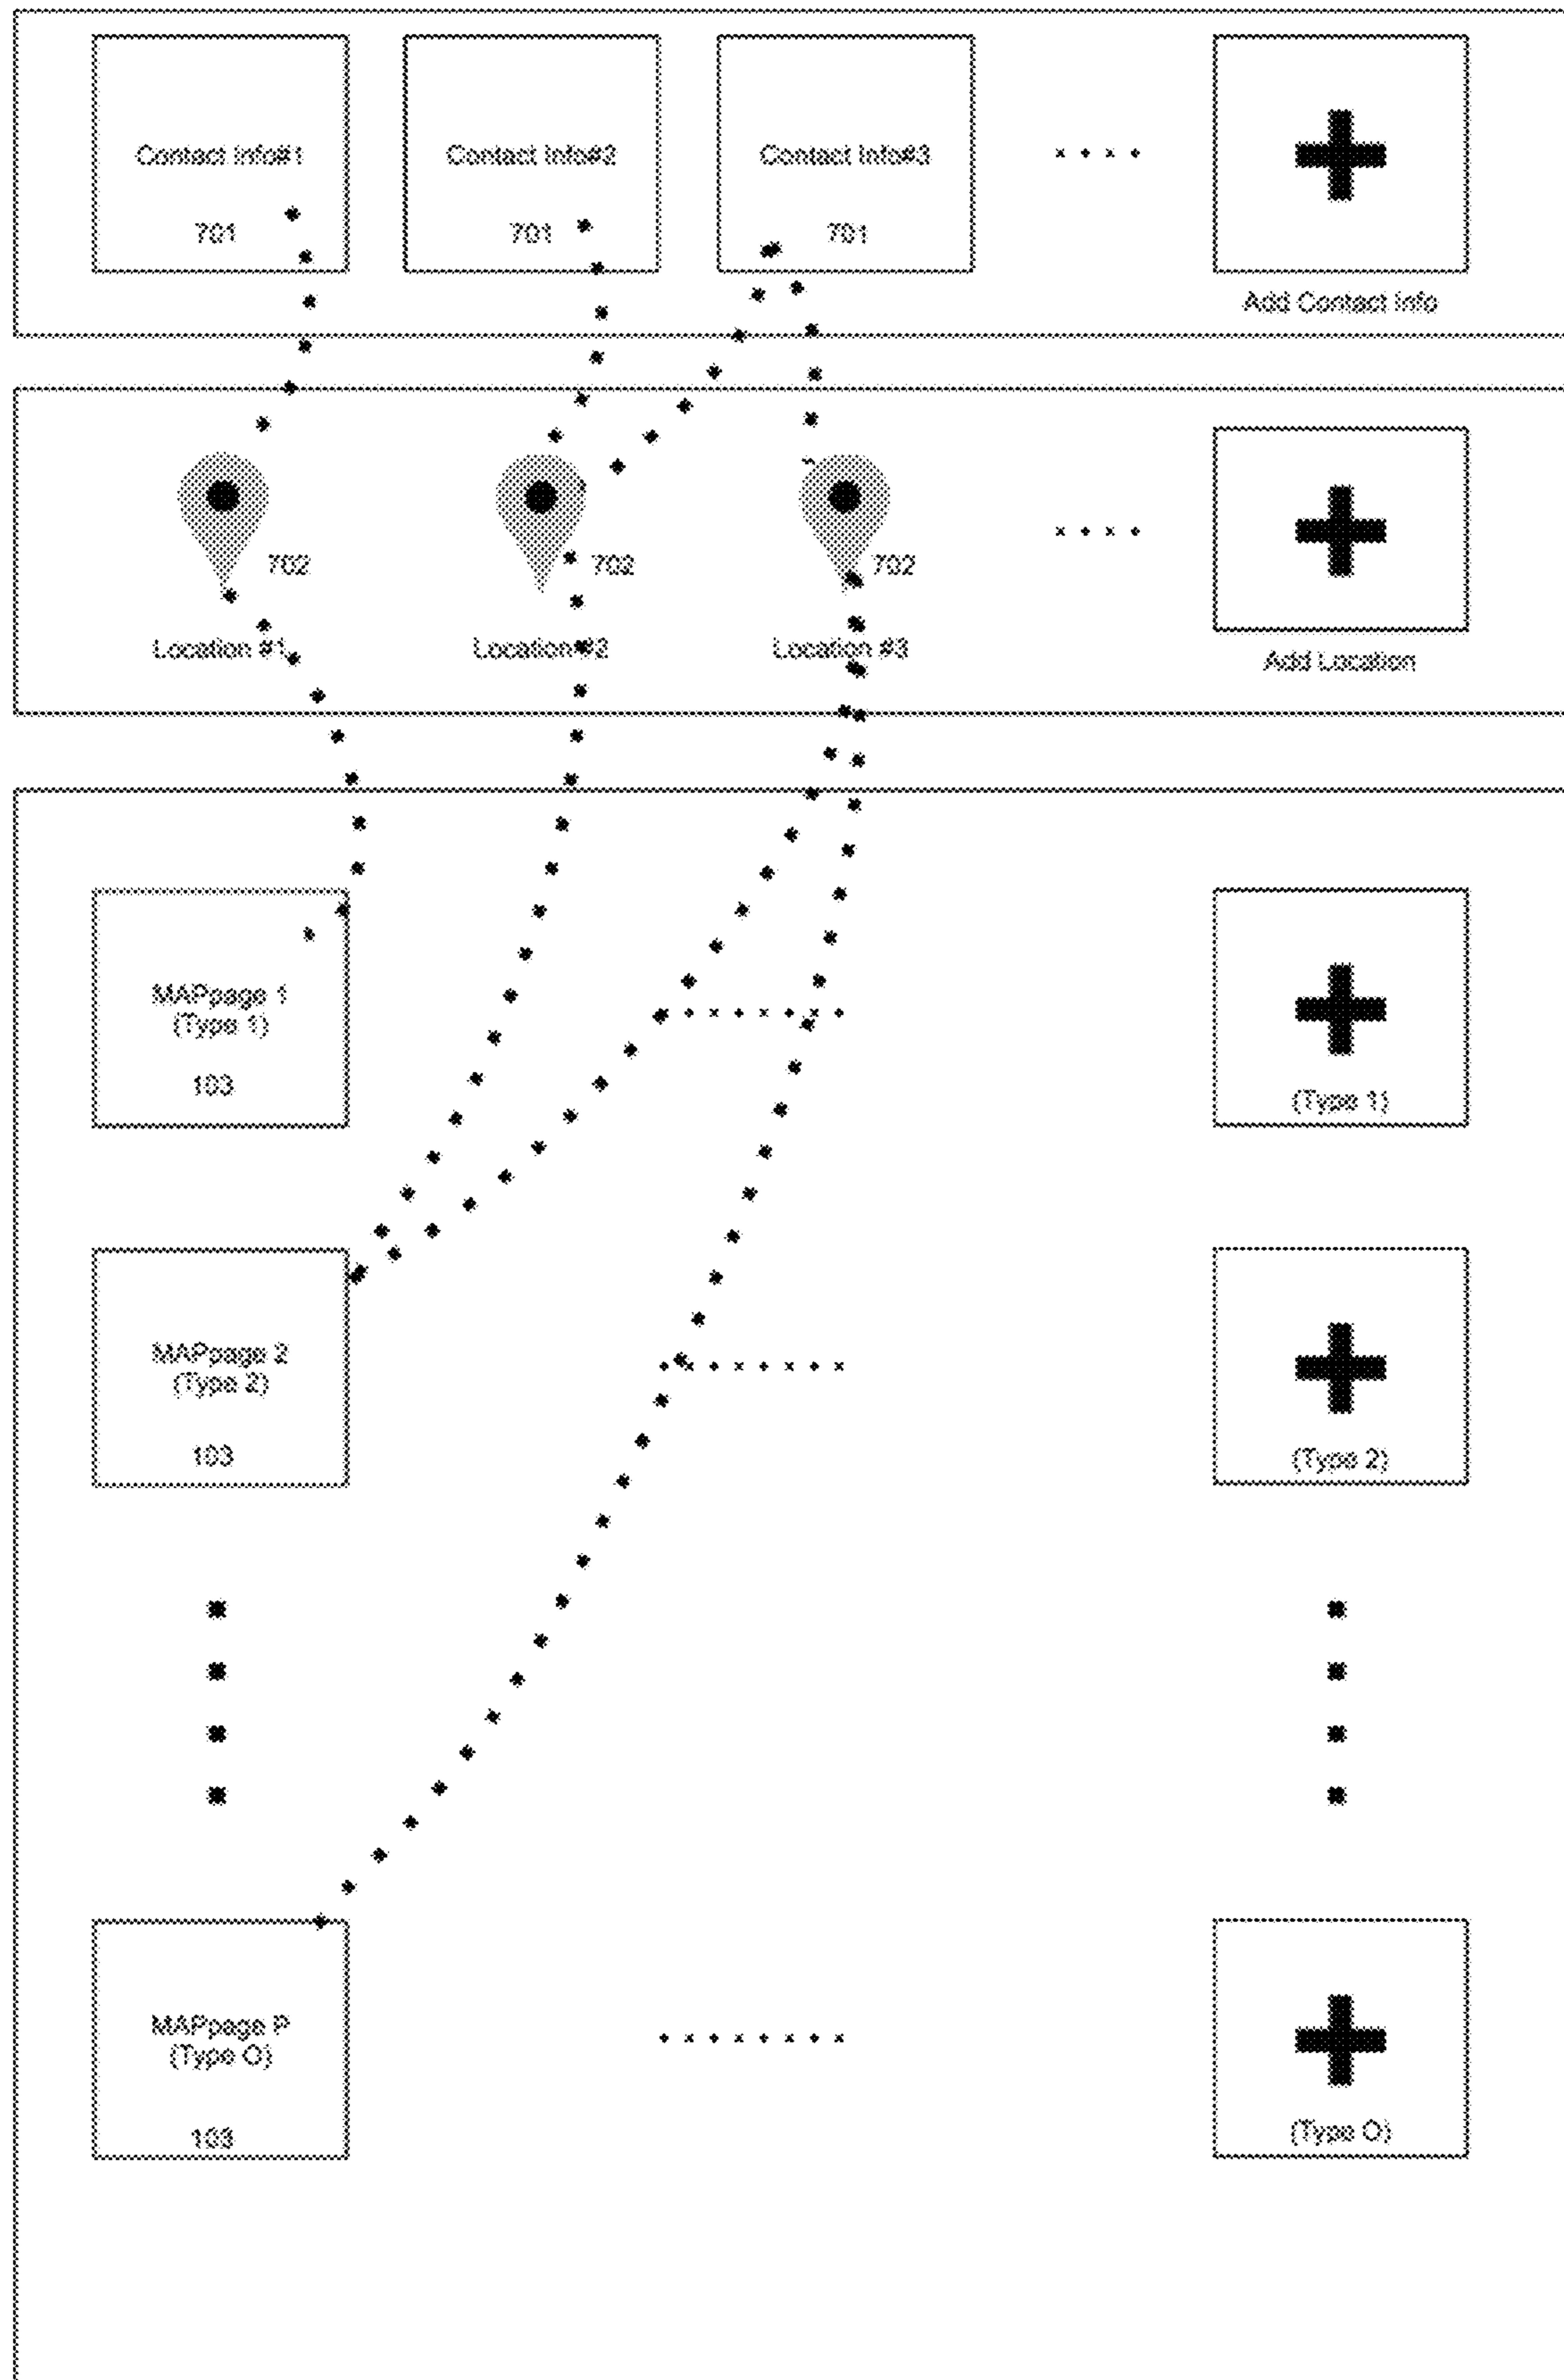 Contact Info#1
Contact Info#2
Contact Info#3
701
701
701
Add Contact Info
702
702
702
Location #1
Location #2
Location #3
Add Location
MAPpage 1
(Type 1)
103
(Type 1)
MAPpage 2
(Type 2)
103
(Type 2)
MAPpage P
(Type O)
103
(Type O)